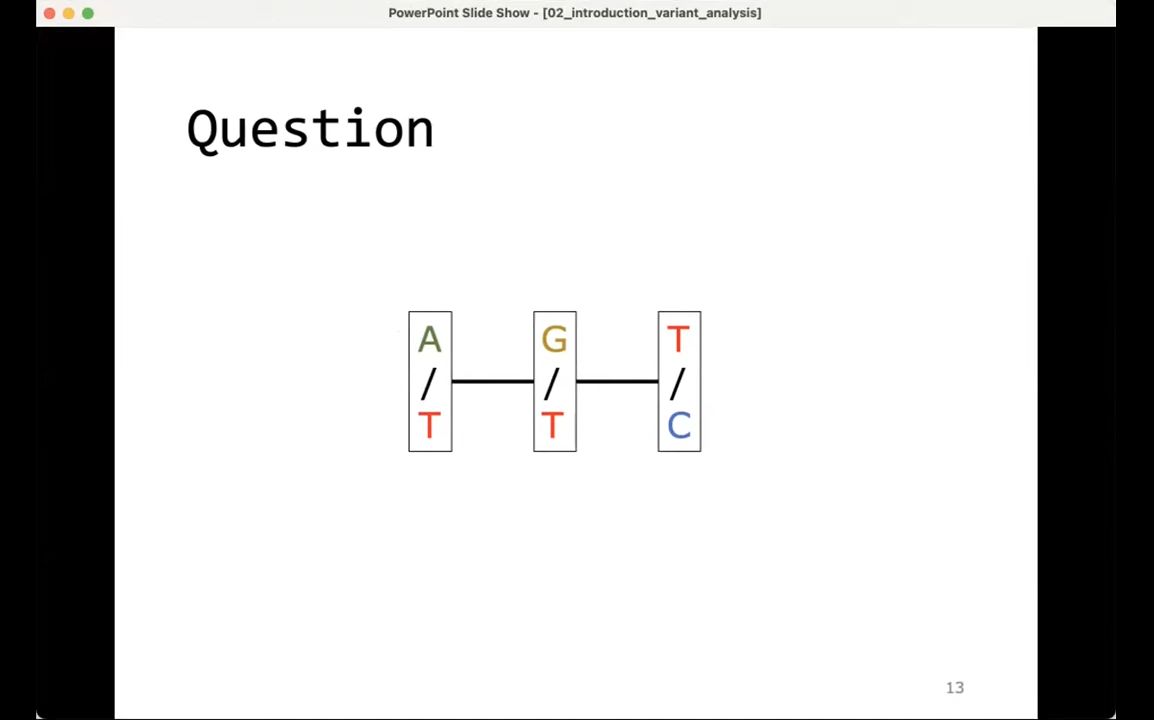 PowerPoint Slide Show - [02_introduction_variant_analysis]
Question
A G T
/ / /
T T C
13